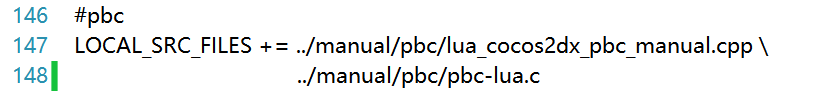 146 #pbc
147 LOCAL_SRC_FILES += ../manual/pbc/lua_cocos2dx_pbc_manual.cpp \
148 ../manual/pbc/pbc-lua.c